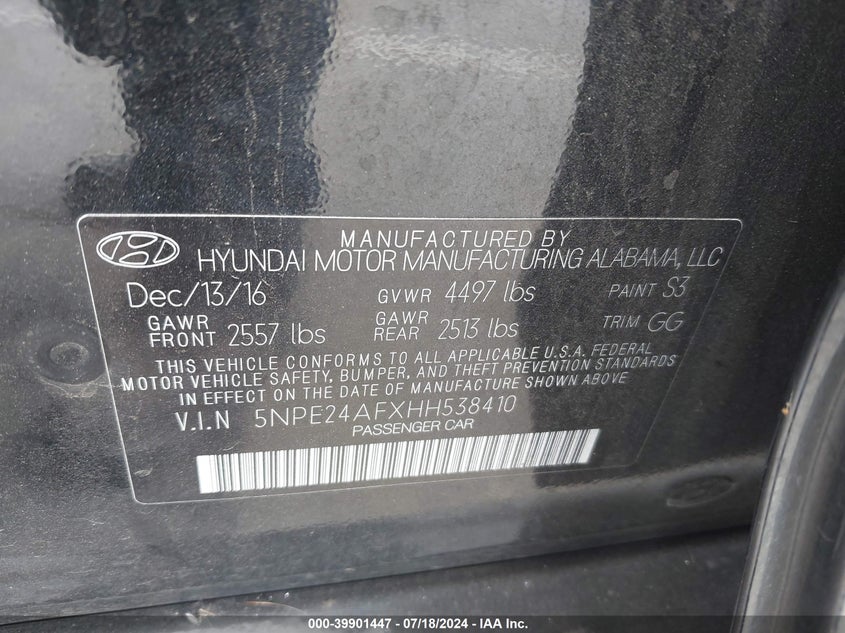 MANUFACTURED BY
HYUNDAI MOTOR MANUFACTURING ALABAMA, LLC
Dec/13/16 GVWR 4497 lbs PAINT S3
GAWR FRONT 2557 lbs GAWR REAR 2513 lbs TRIM GG
THIS VEHICLE CONFORMS TO ALL APPLICABLE U.S.A. FEDERAL
MOTOR VEHICLE SAFETY, BUMPER, AND THEFT PREVENTION STANDARDS
IN EFFECT ON THE DATE OF MANUFACTURE SHOWN ABOVE
V.I.N 5NPE24AFXHH538410
PASSENGER CAR
000-39901447 - 07/18/2024 - IAA Inc.